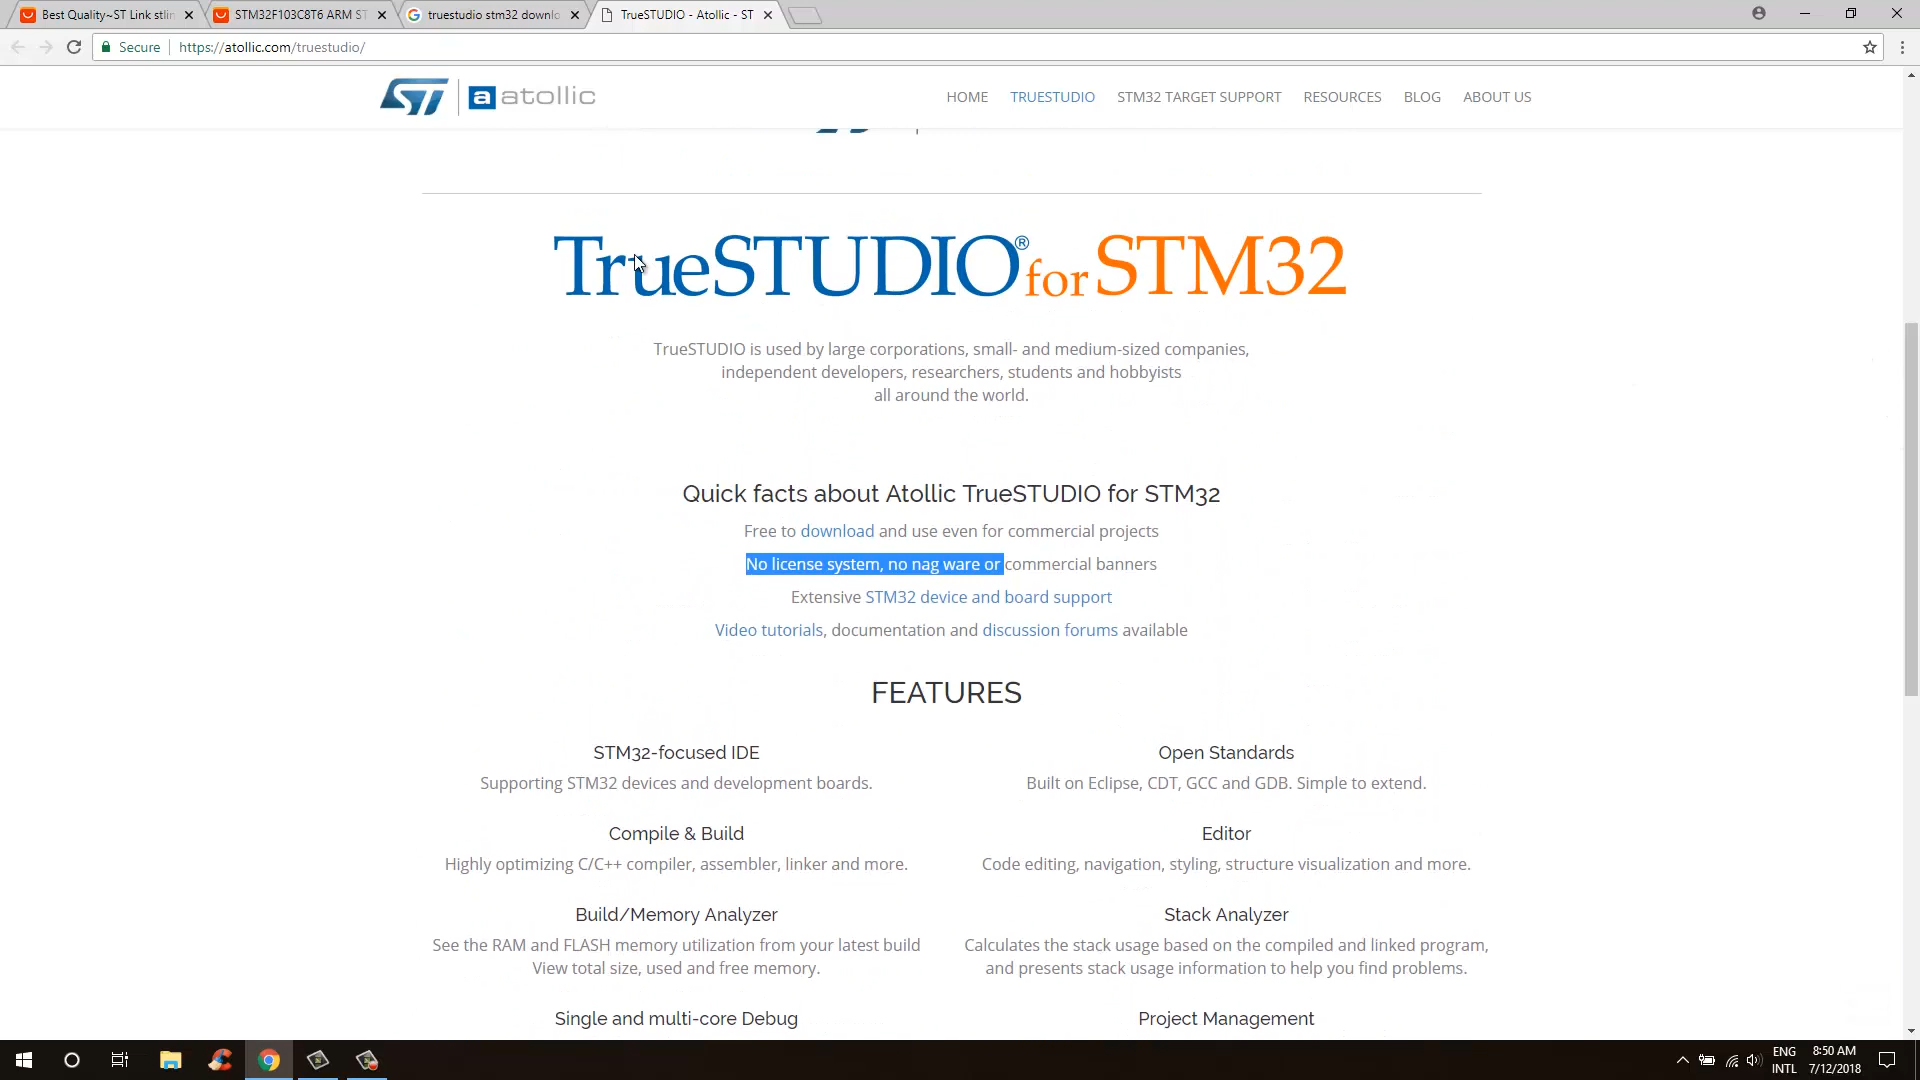 Best Quality~ST Link stlin
STM32F103C8T6 ARM ST
truestudio stm32 downlo
TrueSTUDIO - Atollic - ST
Secure
https://atollic.com/truestudio/
ST
a atollic
HOME
TRUESTUDIO
STM32 TARGET SUPPORT
RESOURCES
BLOG
ABOUT US
TrueSTUDIO® for STM32
TrueSTUDIO is used by large corporations, small- and medium-sized companies,
independent developers, researchers, students and hobbyists
all around the world.
Quick facts about Atollic TrueSTUDIO for STM32
Free to download and use even for commercial projects
No license system, no nag ware or commercial banners
Extensive STM32 device and board support
Video tutorials, documentation and discussion forums available
FEATURES
STM32-focused IDE
Supporting STM32 devices and development boards.
Open Standards
Built on Eclipse, CDT, GCC and GDB. Simple to extend.
Compile & Build
Highly optimizing C/C++ compiler, assembler, linker and more.
Editor
Code editing, navigation, styling, structure visualization and more.
Build/Memory Analyzer
See the RAM and FLASH memory utilization from your latest build
View total size, used and free memory.
Stack Analyzer
Calculates the stack usage based on the compiled and linked program,
and presents stack usage information to help you find problems.
Single and multi-core Debug
Project Management
ENG
INTL
8:50 AM
7/12/2018